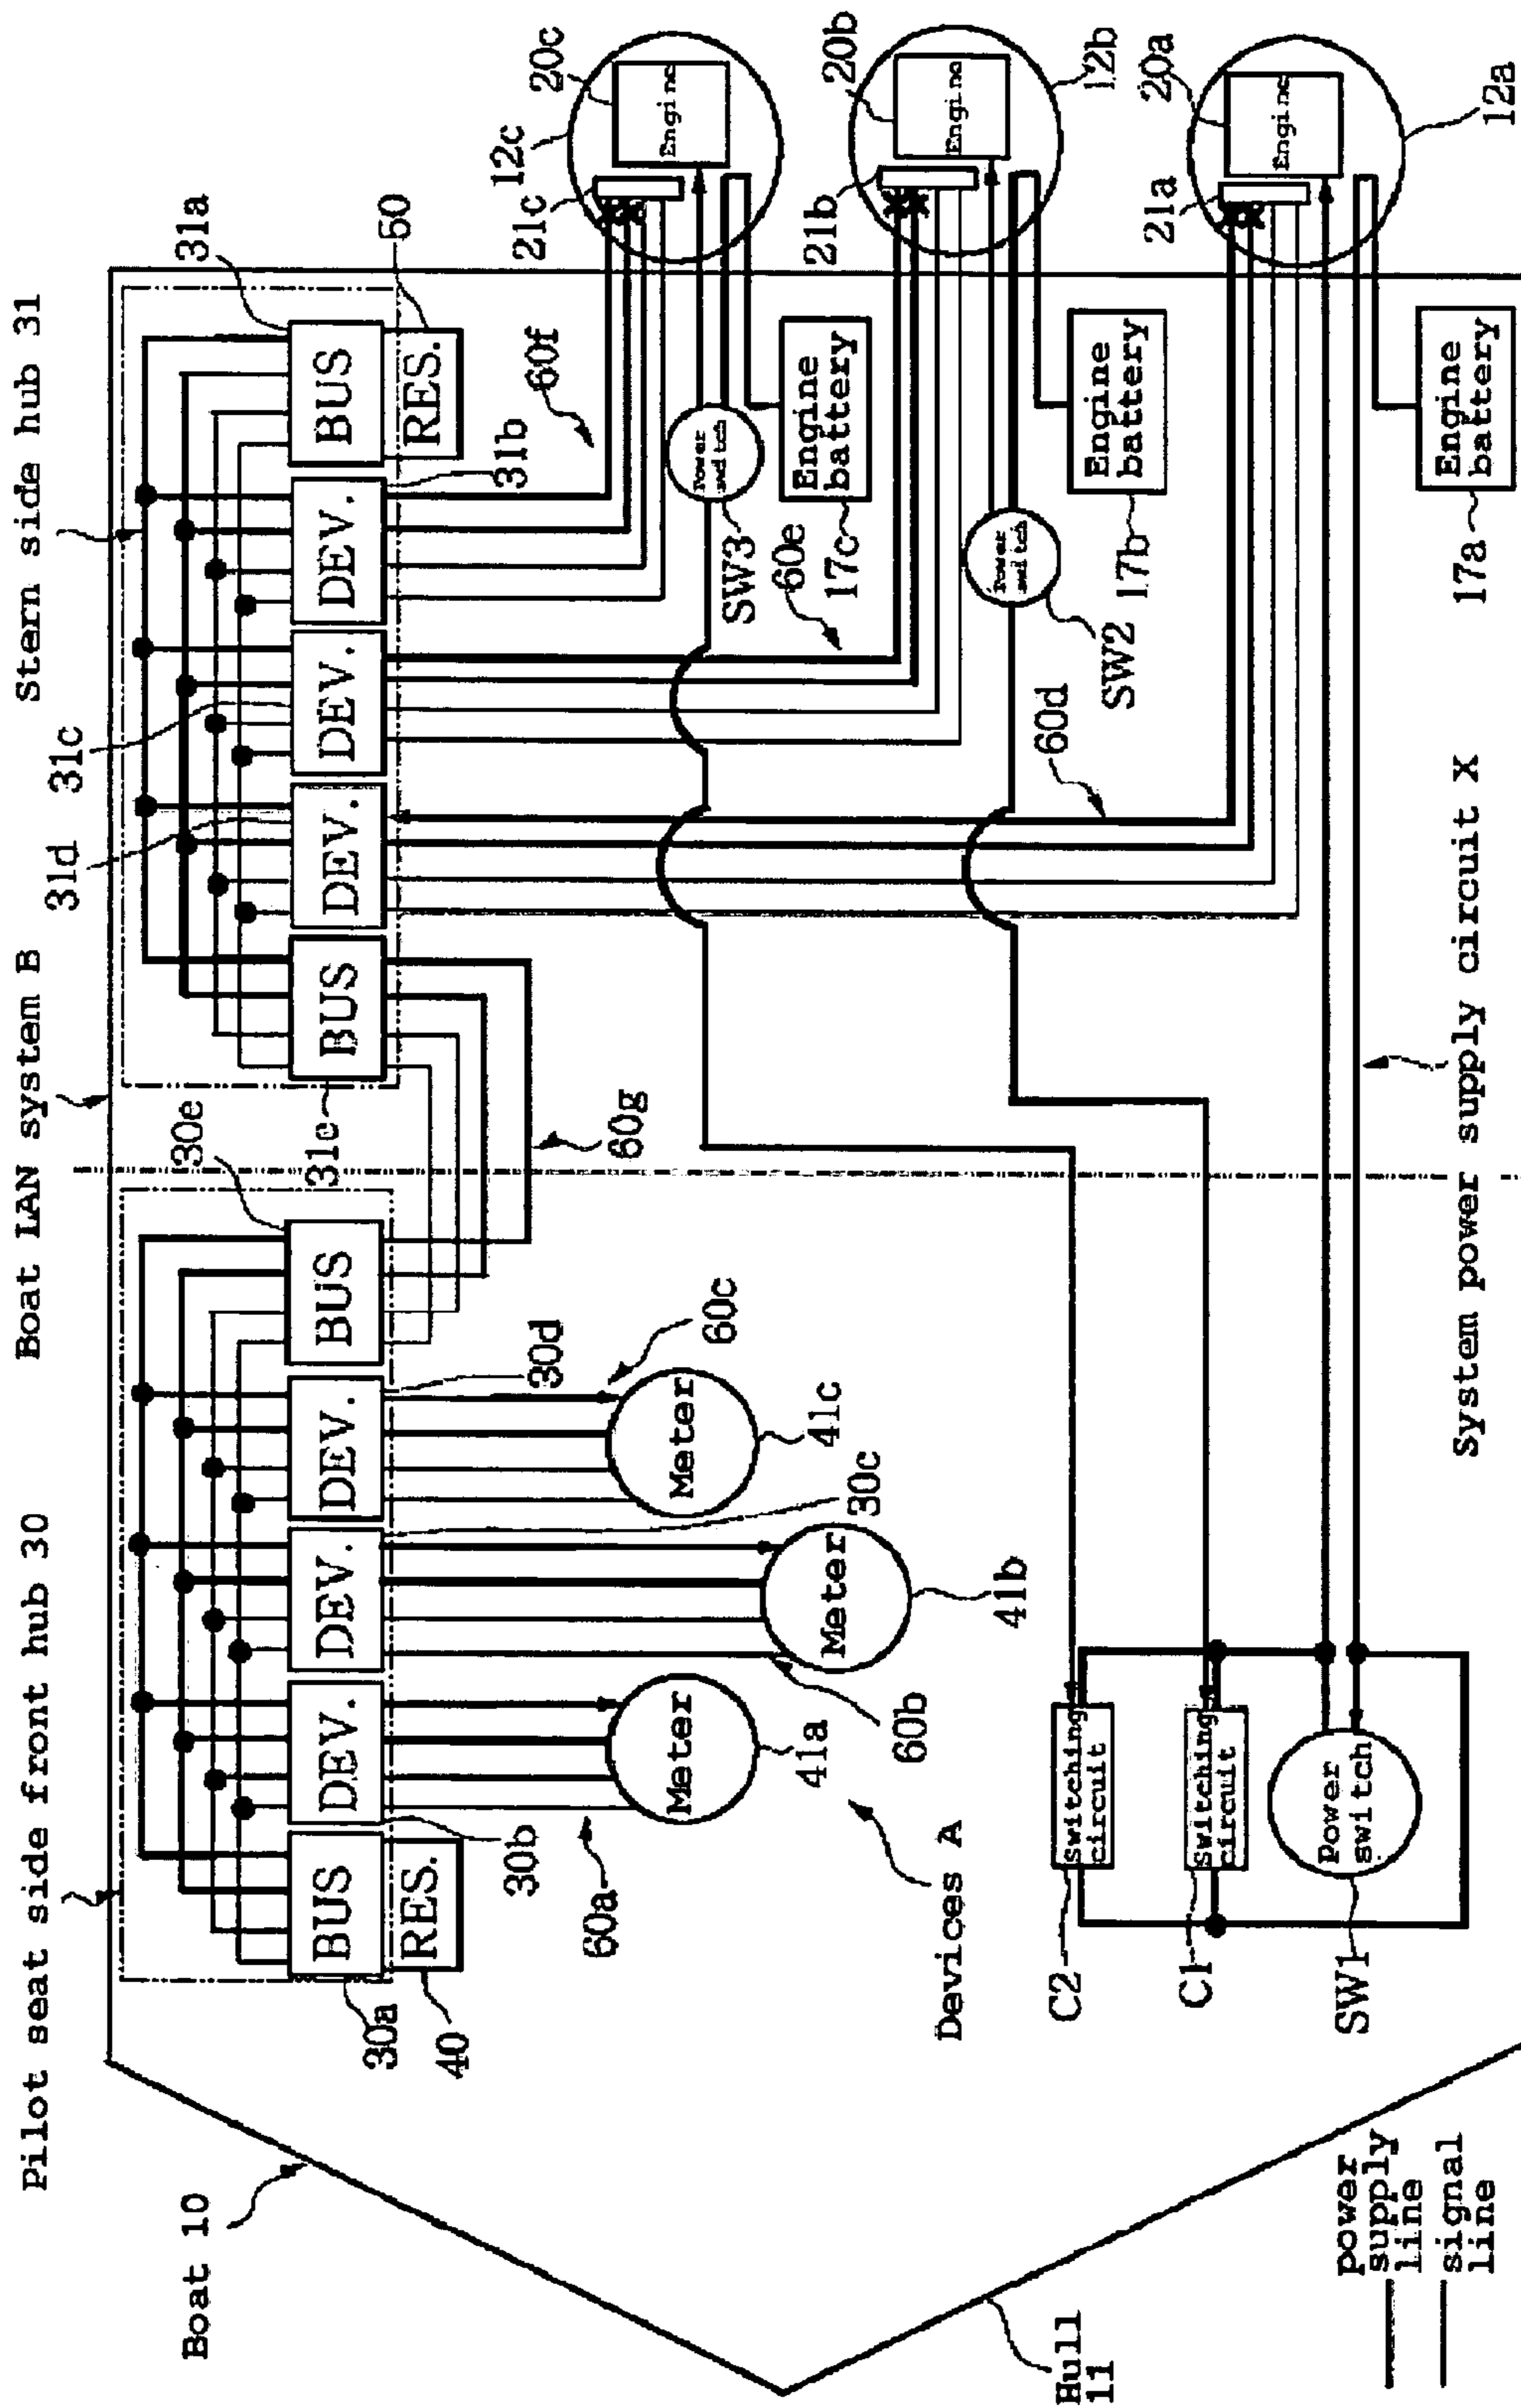 Boat 10
Pilot seat side front hub 30
Boat LAN system B
Stern side hub 31
31d
31c
31a
BUS
DEV.
DEV.
DEV.
BUS
BUS
DEV.
DEV.
DEV.
BUS
RES.
RES.
30a
40
30b
30d
30e
31e
31b
50
60a
60c
60g
60f
Meter
Meter
Meter
41a
30c
41c
60b
41b
Devices A
21c
12c
20c
Engine
Power
switch
SW3
Engine
battery
17c
60e
21b
20b
Engine
12b
Power
switch
SW2
Engine
battery
17b
60d
21a
20a
Engine
12a
Engine
battery
17a
C2
Switching
circuit
C1
Switching
circuit
SW1
Power
switch
System power supply circuit X
Hull
11
power
supply
line
signal
line